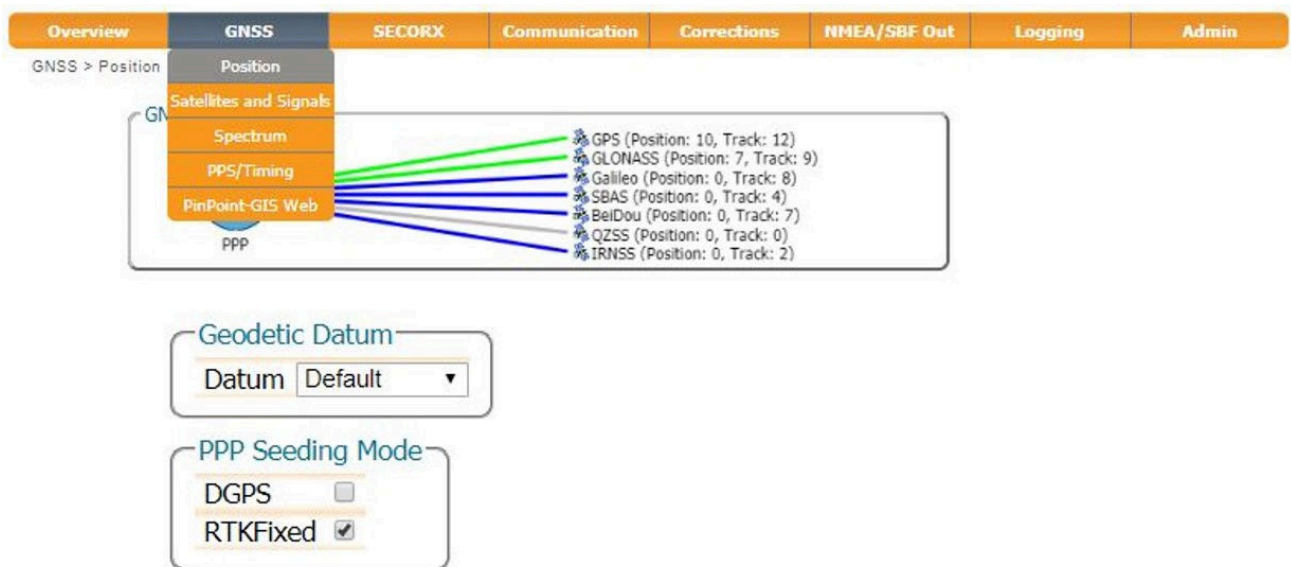 Overview GNSS SECORX Communication Corrections NMEA/SBF Out Logging Admin
GNSS > Position
Position
Satellites and Signals
Spectrum
PPS/Timing
PinPoint-GIS Web
GN
PPP
GPS (Position: 10, Track: 12)
GLONASS (Position: 7, Track: 9)
Galileo (Position: 0, Track: 8)
SBAS (Position: 0, Track: 4)
BeiDou (Position: 0, Track: 7)
QZSS (Position: 0, Track: 0)
IRNSS (Position: 0, Track: 2)
Geodetic Datum
Datum Default
PPP Seeding Mode
DGPS
RTKFixed